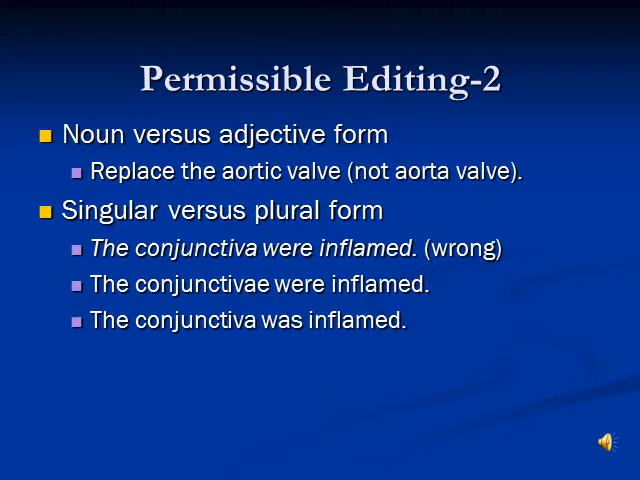 Permissible Editing-2
Noun versus adjective form
Replace the aortic valve (not aorta valve).
Singular versus plural form
The conjunctiva were inflamed. (wrong)
The conjunctivae were inflamed.
The conjunctiva was inflamed.